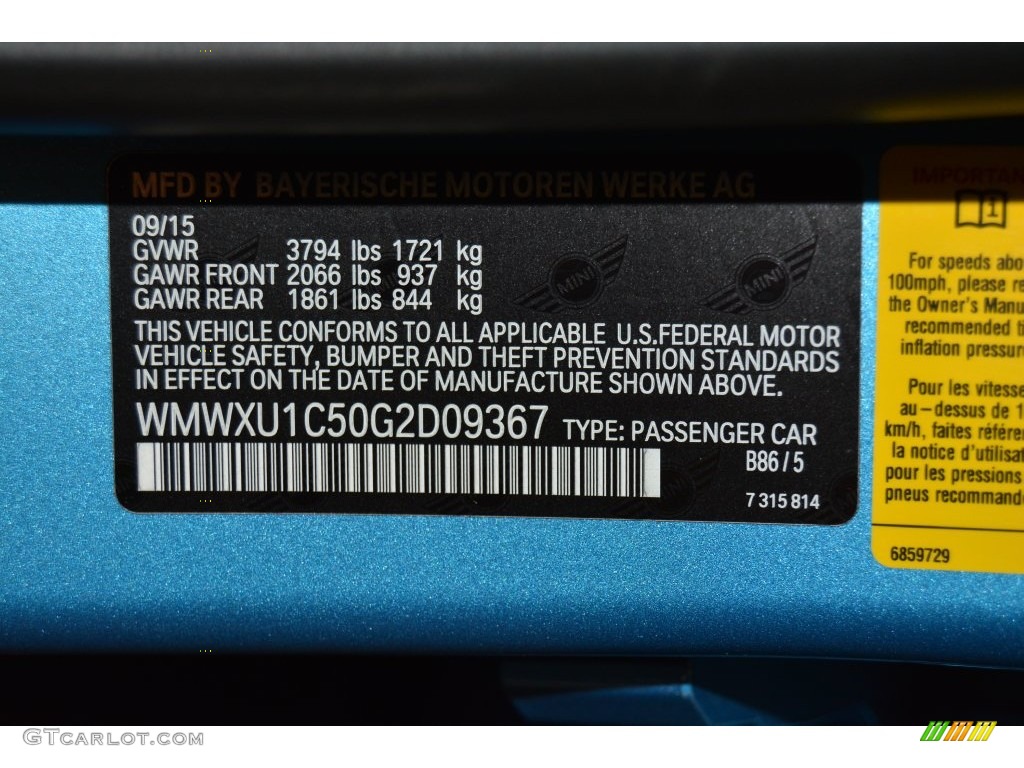 MFD BY BAYERISCHE MOTOREN WERKE AG
09/15
GVWR 3794 lbs 1721 kg
GAWR FRONT 2066 lbs 937 kg
GAWR REAR 1861 lbs 844 kg
MINI MINI
THIS VEHICLE CONFORMS TO ALL APPLICABLE U.S.FEDERAL MOTOR
VEHICLE SAFETY, BUMPER AND THEFT PREVENTION STANDARDS
IN EFFECT ON THE DATE OF MANUFACTURE SHOWN ABOVE.
WMWXU1C50G2D09367 TYPE: PASSENGER CAR
B86/5
7 315 814
IMPORTAN
1
For speeds abo
100mph, please re
the Owner's Manu
recommended ti
inflation pressur
Pour les vitesse
au-dessus de 1
km/h, faites référe
la notice d'utilisat
pour les pressions
pneus recommand
6859729
GTCARLOT.COM